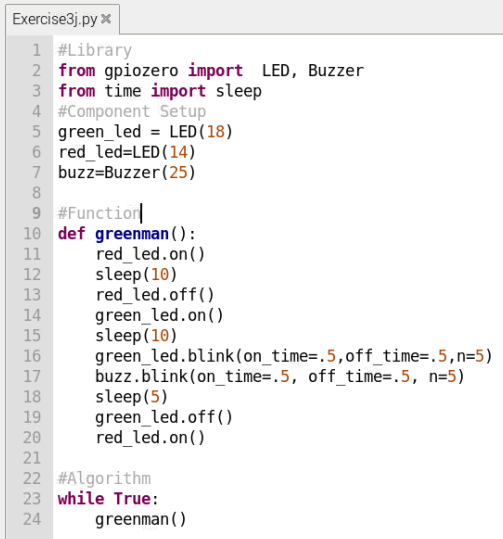 Exercise3j.py ✖
1 #Library
2 from gpiozero import  LED, Buzzer
3 from time import sleep
4 #Component Setup
5 green_led = LED(18)
6 red_led=LED(14)
7 buzz=Buzzer(25)
8
9 #Function
10 def greenman():
11     red_led.on()
12     sleep(10)
13     red_led.off()
14     green_led.on()
15     sleep(10)
16     green_led.blink(on_time=.5,off_time=.5,n=5)
17     buzz.blink(on_time=.5, off_time=.5, n=5)
18     sleep(5)
19     green_led.off()
20     red_led.on()
21
22 #Algorithm
23 while True:
24     greenman()